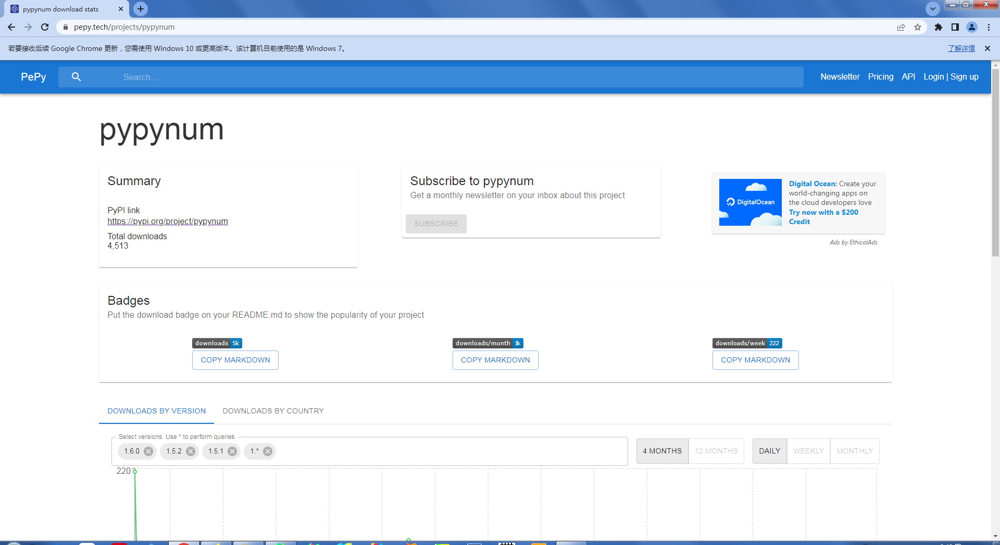 pypynum download stats
pepy.tech/projects/pypynum
若要接收后续 Google Chrome 更新，您需使用 Windows 10 或更高版本。该计算机目前使用的是 Windows 7。
了解详情
PePy
Search…
Newsletter
Pricing
API
Login | Sign up
pypynum
Summary
PyPI link
https://pypi.org/project/pypynum
Total downloads
4,513
Subscribe to pypynum
Get a monthly newsletter on your inbox about this project
SUBSCRIBE
DigitalOcean
Digital Ocean: Create your
world-changing apps on
the cloud developers love
Try now with a $200
Credit
Ads by EthicalAds
Badges
Put the download badge on your README.md to show the popularity of your project
downloads 5k
COPY MARKDOWN
downloads/month 1k
COPY MARKDOWN
downloads/week 222
COPY MARKDOWN
DOWNLOADS BY VERSION
DOWNLOADS BY COUNTRY
Select versions. Use * to perform queries
1.6.0
1.5.2
1.5.1
1.*
4 MONTHS
12 MONTHS
DAILY
WEEKLY
MONTHLY
220